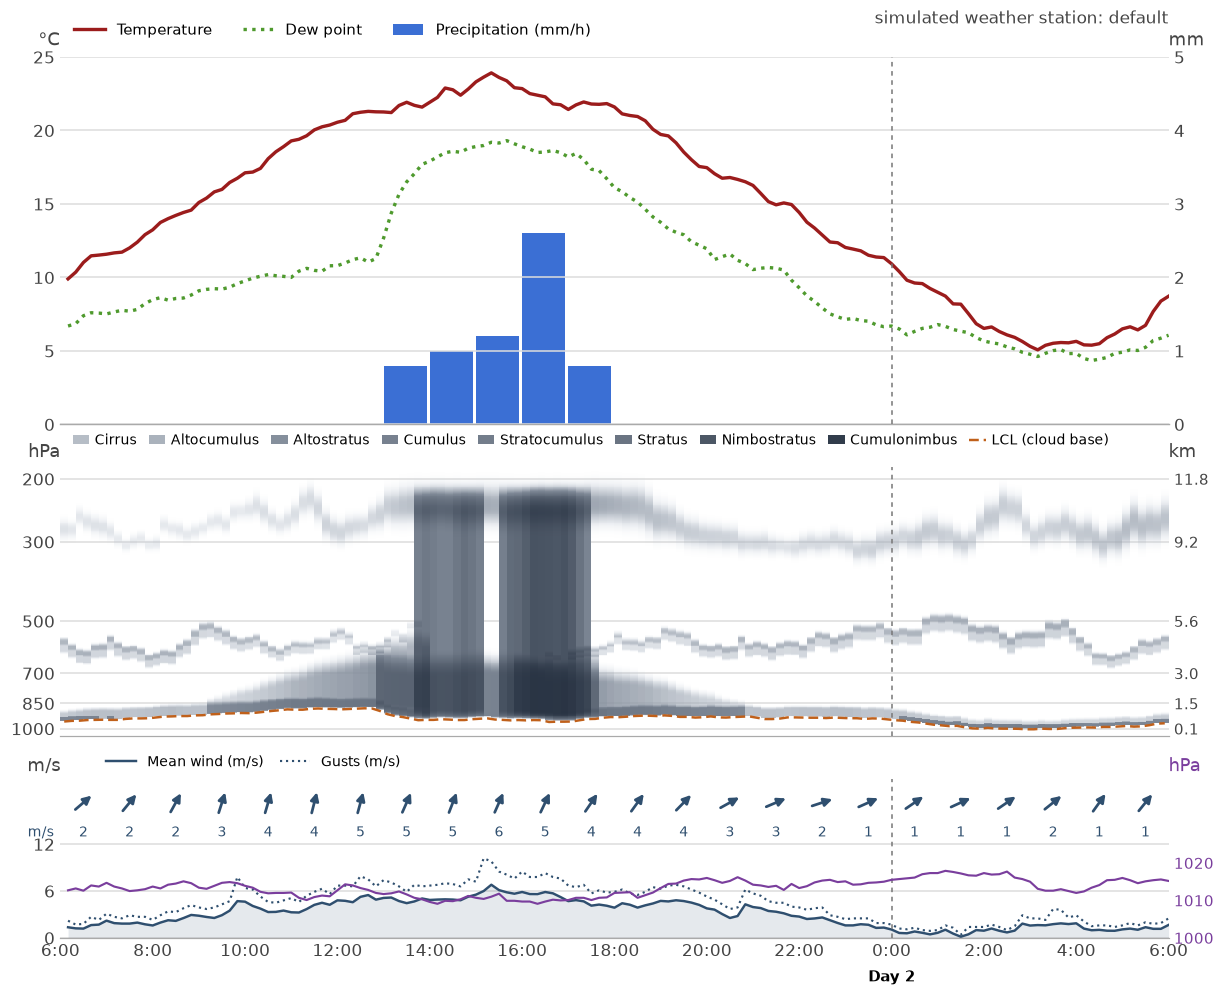 simulated weather station: default
Temperature Dew point Precipitation (mm/h)
°C mm
25 5
20 4
15 3
10 2
5 1
0 0
Cirrus Altocumulus Altostratus Cumulus Stratocumulus Stratus Nimbostratus Cumulonimbus LCL (cloud base)
hPa km
200 11.8
300 9.2
500 5.6
700 3.0
850 1.5
1000 0.1
m/s Mean wind (m/s) Gusts (m/s) hPa
m/s 2 2 2 3 4 4 5 5 5 6 5 4 4 4 3 3 2 1 1 1 1 2 1 1
12
1020
6
1010
0 1000
6:00 8:00 10:00 12:00 14:00 16:00 18:00 20:00 22:00 0:00 2:00 4:00 6:00
Day 2